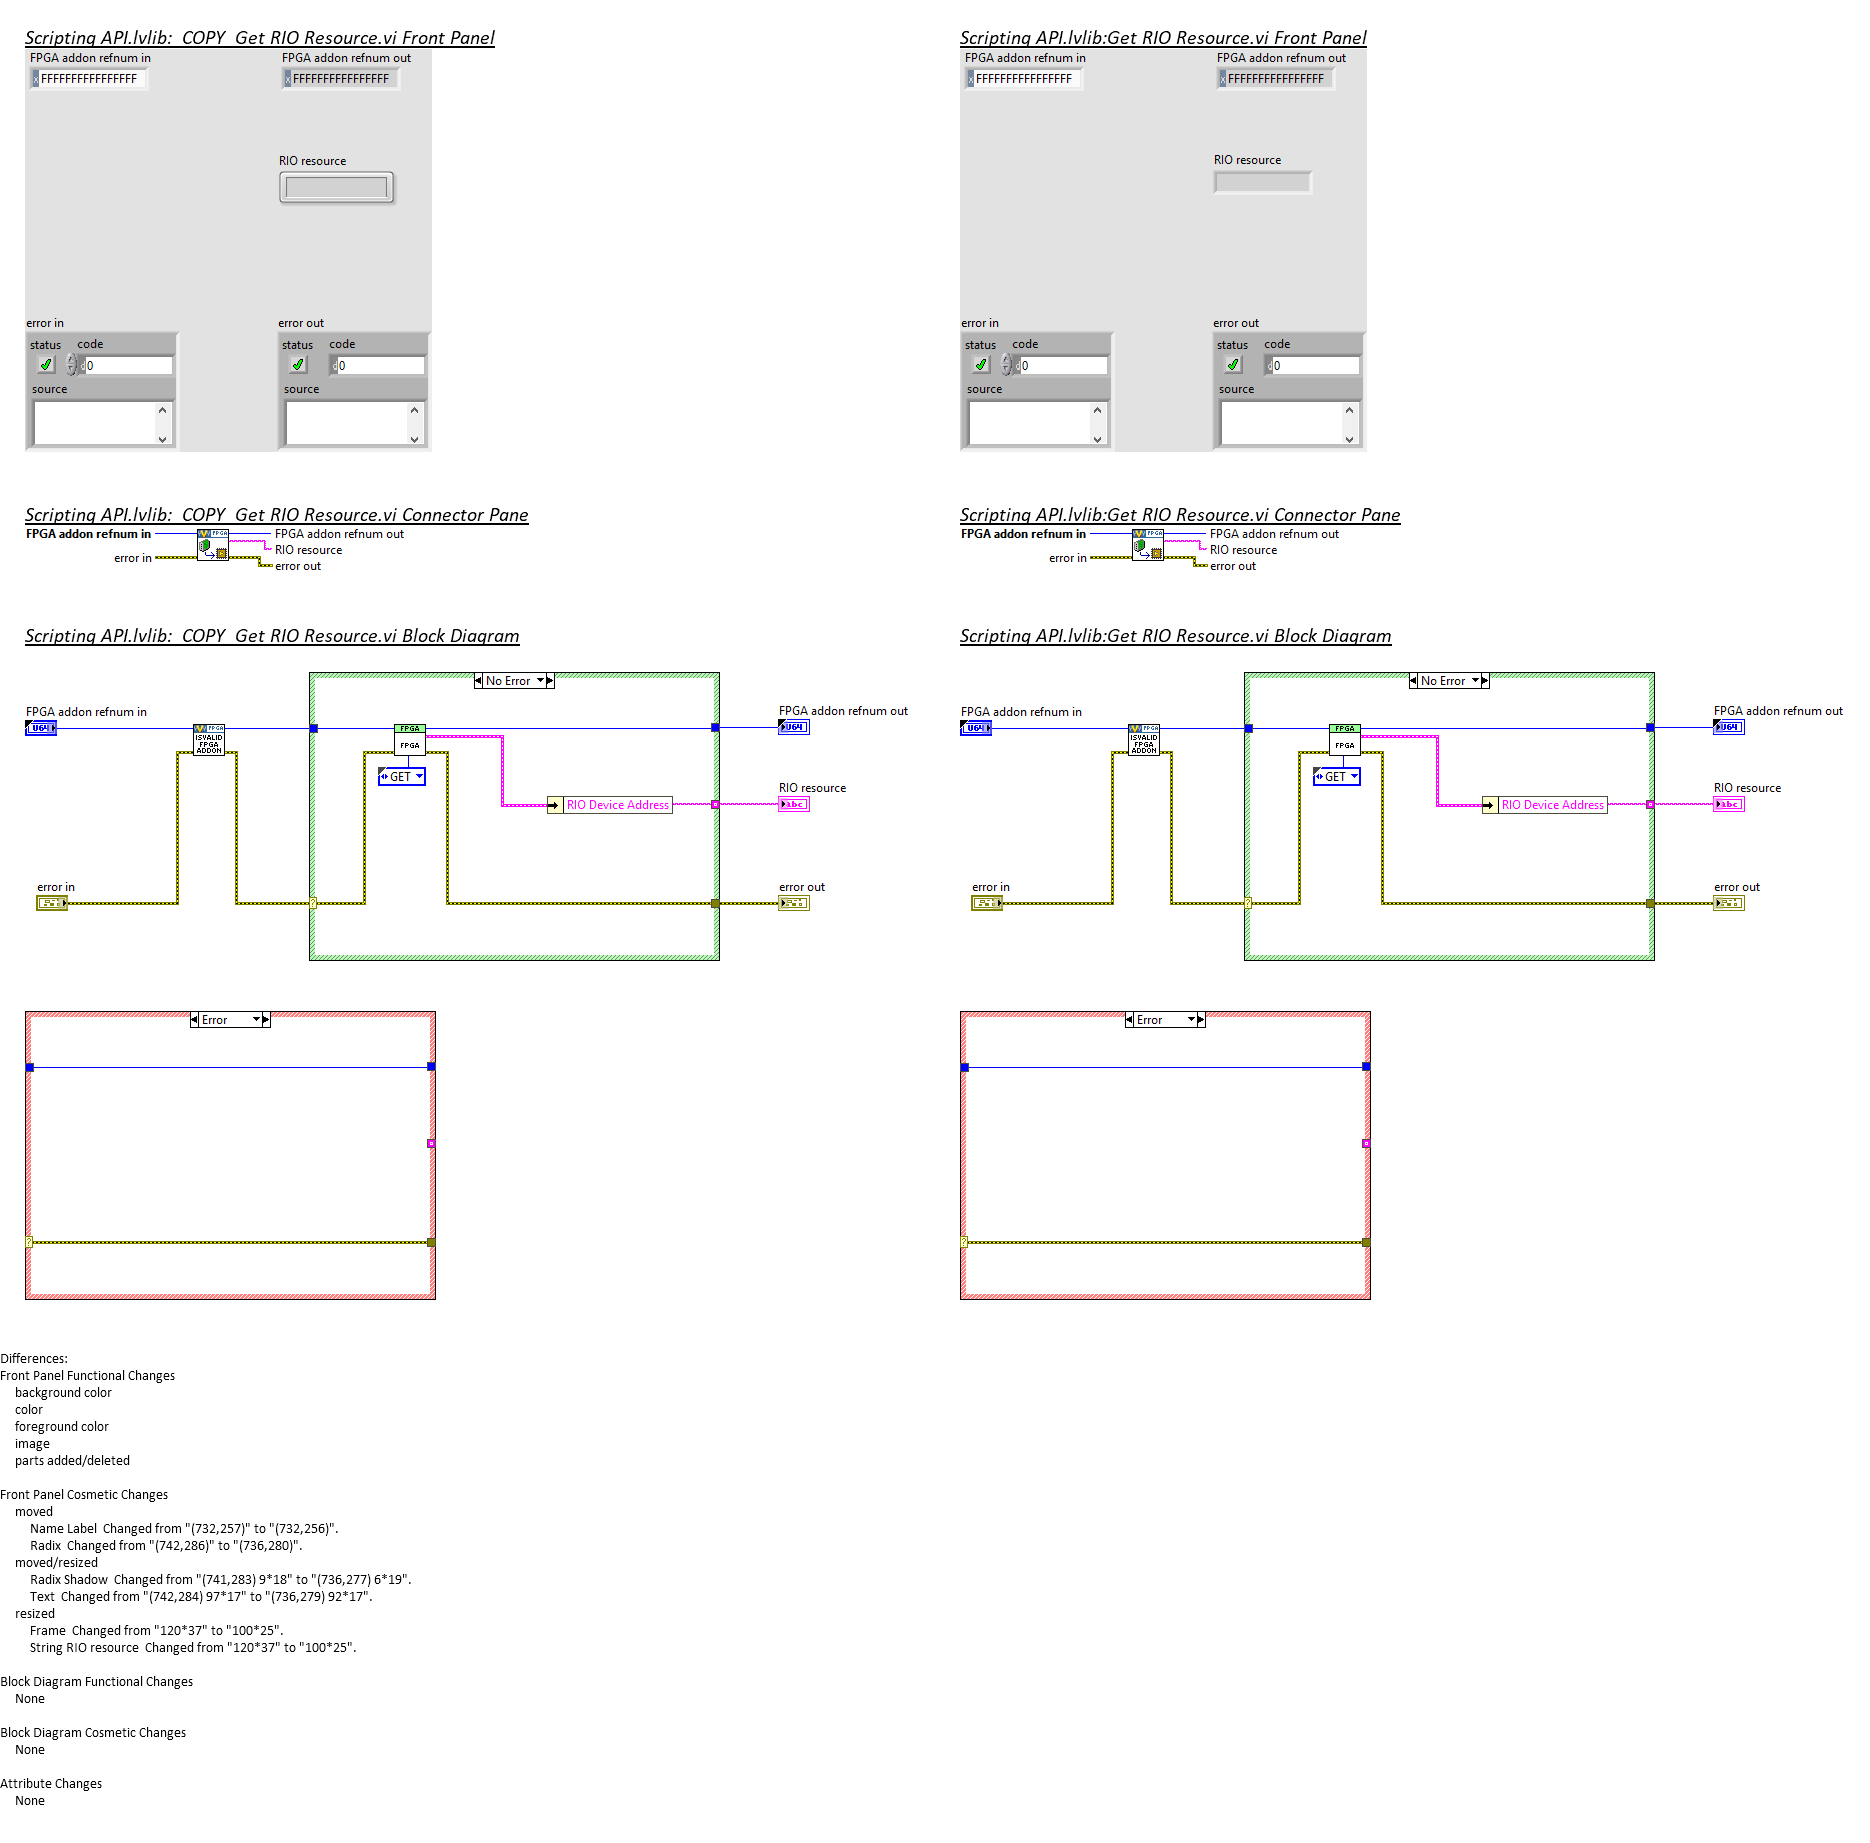 Scripting API.lvlib:_COPY_Get RIO Resource.vi Front Panel
FPGA addon refnum in
FPGA addon refnum out
x FFFFFFFFFFFFFFFF
x FFFFFFFFFFFFFFFF
RIO resource
error in
error out
status code
status code
d 0
d 0
source
source
Scripting API.lvlib:Get RIO Resource.vi Front Panel
FPGA addon refnum in
FPGA addon refnum out
x FFFFFFFFFFFFFFFF
x FFFFFFFFFFFFFFFF
RIO resource
error in
error out
status code
status code
d 0
d 0
source
source
Scripting API.lvlib:_COPY_Get RIO Resource.vi Connector Pane
FPGA addon refnum in
FPGA
FPGA addon refnum out
RIO resource
error in
error out
Scripting API.lvlib:Get RIO Resource.vi Connector Pane
FPGA addon refnum in
FPGA
FPGA addon refnum out
RIO resource
error in
error out
Scripting API.lvlib:_COPY_Get RIO Resource.vi Block Diagram
No Error
FPGA addon refnum in
U64
FPGA
ISVALID
FPGA
ADDON
FPGA
FPGA
GET
RIO Device Address
FPGA addon refnum out
U64
RIO resource
abc
error in
error out
Error
Scripting API.lvlib:Get RIO Resource.vi Block Diagram
No Error
FPGA addon refnum in
U64
FPGA
ISVALID
FPGA
ADDON
FPGA
FPGA
GET
RIO Device Address
FPGA addon refnum out
U64
RIO resource
abc
error in
error out
Error
Differences:
Front Panel Functional Changes
background color
color
foreground color
image
parts added/deleted
Front Panel Cosmetic Changes
moved
Name Label Changed from "(732,257)" to "(732,256)".
Radix Changed from "(742,286)" to "(736,280)".
moved/resized
Radix Shadow Changed from "(741,283) 9*18" to "(736,277) 6*19".
Text Changed from "(742,284) 97*17" to "(736,279) 92*17".
resized
Frame Changed from "120*37" to "100*25".
String RIO resource Changed from "120*37" to "100*25".
Block Diagram Functional Changes
None
Block Diagram Cosmetic Changes
None
Attribute Changes
None